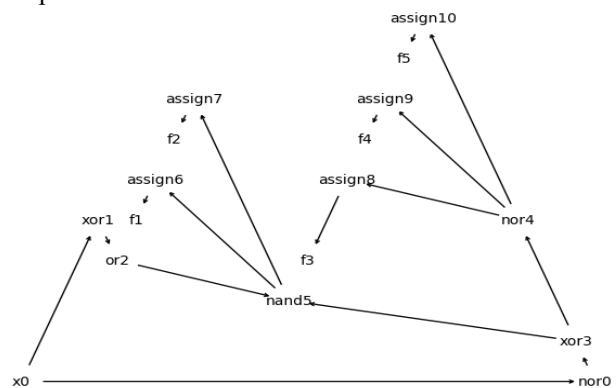 assign10
f5
assign7 assign9
f2 f4
assign6 assign8
xor1 f1 nor4
or2 f3
nand5
xor3
x0 nor0